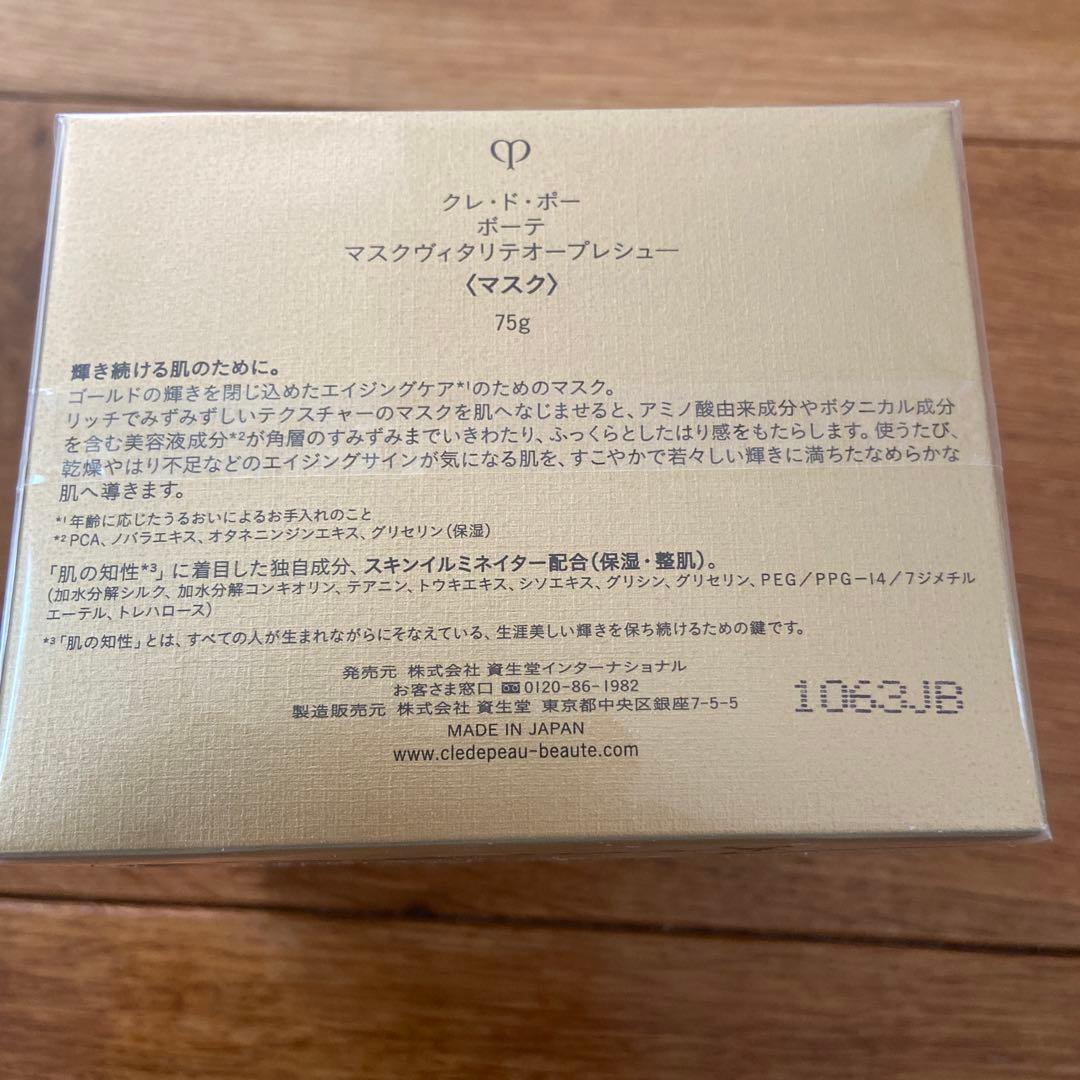 クレ・ド・ポー
ボーテ
マスクヴィタリテオープレシュー
〈マスク〉
75g
輝き続ける肌のために。
ゴールドの輝きを閉じ込めたエイジングケア*1のためのマスク。
リッチでみずみずしいテクスチャーのマスクを肌へなじませると、アミノ酸由来成分やボタニカル成分
を含む美容液成分*2が角層のすみずみまでいきわたり、ふっくらとしたはり感をもたらします。使うたび、
乾燥やはり不足などのエイジングサインが気になる肌を、すこやかで若々しい輝きに満ちたなめらかな
肌へ導きます。
*1 年齢に応じたうるおいによるお手入れのこと
*2 PCA、ノバラエキス、オタネニンジンエキス、グリセリン(保湿)
「肌の知性*3」に着目した独自成分、スキンイルミネイター配合(保湿・整肌)。
(加水分解シルク、加水分解コンキオリン、テアニン、トウキエキス、シソエキス、グリシン、グリセリン、PEG/PPG-14/7ジメチル
エーテル、トレハロース)
*3「肌の知性」とは、すべての人が生まれながらにそなえている、生涯美しい輝きを保ち続けるための鍵です。
発売元 株式会社 資生堂インターナショナル
お客さま窓口 0120-86-1982
製造販売元 株式会社 資生堂 東京都中央区銀座7-5-5
1063JB
MADE IN JAPAN
www.cledepeau-beaute.com